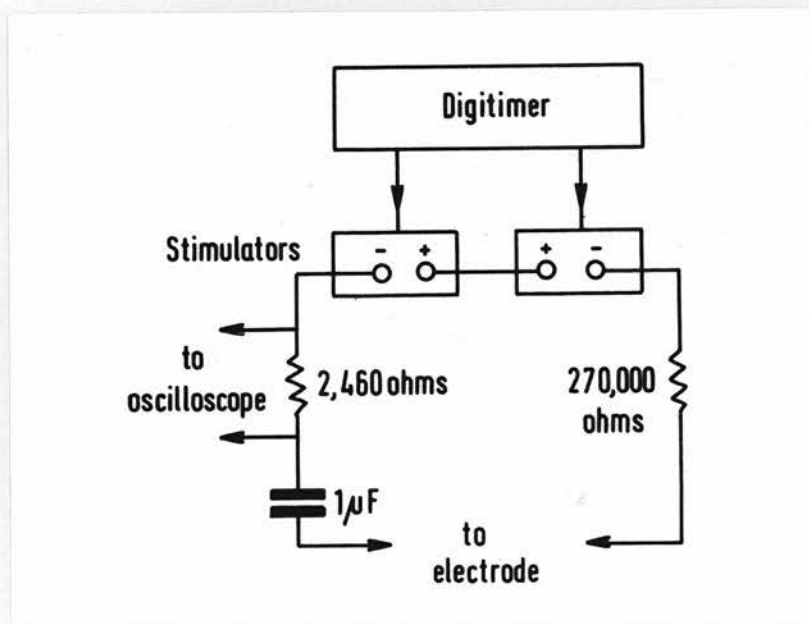 Digitimer
Stimulators
- +
+ -
to
oscilloscope
2,460 ohms
270,000
ohms
1µF
to
electrode